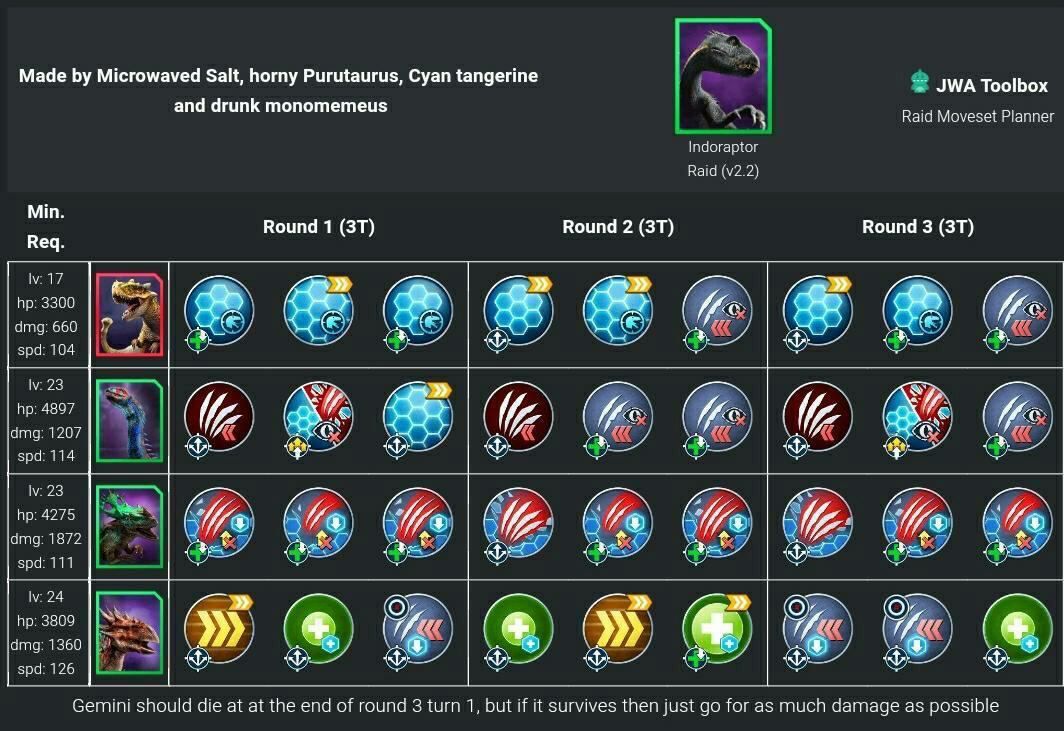 Made by Microwaved Salt, horny Purutaurus, Cyan tangerine
and drunk monomemeus
Indoraptor
Raid (v2.2)
JWA Toolbox
Raid Moveset Planner
Min.
Req.
Round 1 (3T)
Round 2 (3T)
Round 3 (3T)
lv: 17
hp: 3300
dmg: 660
spd: 104
lv: 23
hp: 4897
dmg: 1207
spd: 114
lv: 23
hp: 4275
dmg: 1872
spd: 111
lv: 24
hp: 3809
dmg: 1360
spd: 126
Gemini should die at at the end of round 3 turn 1, but if it survives then just go for as much damage as possible